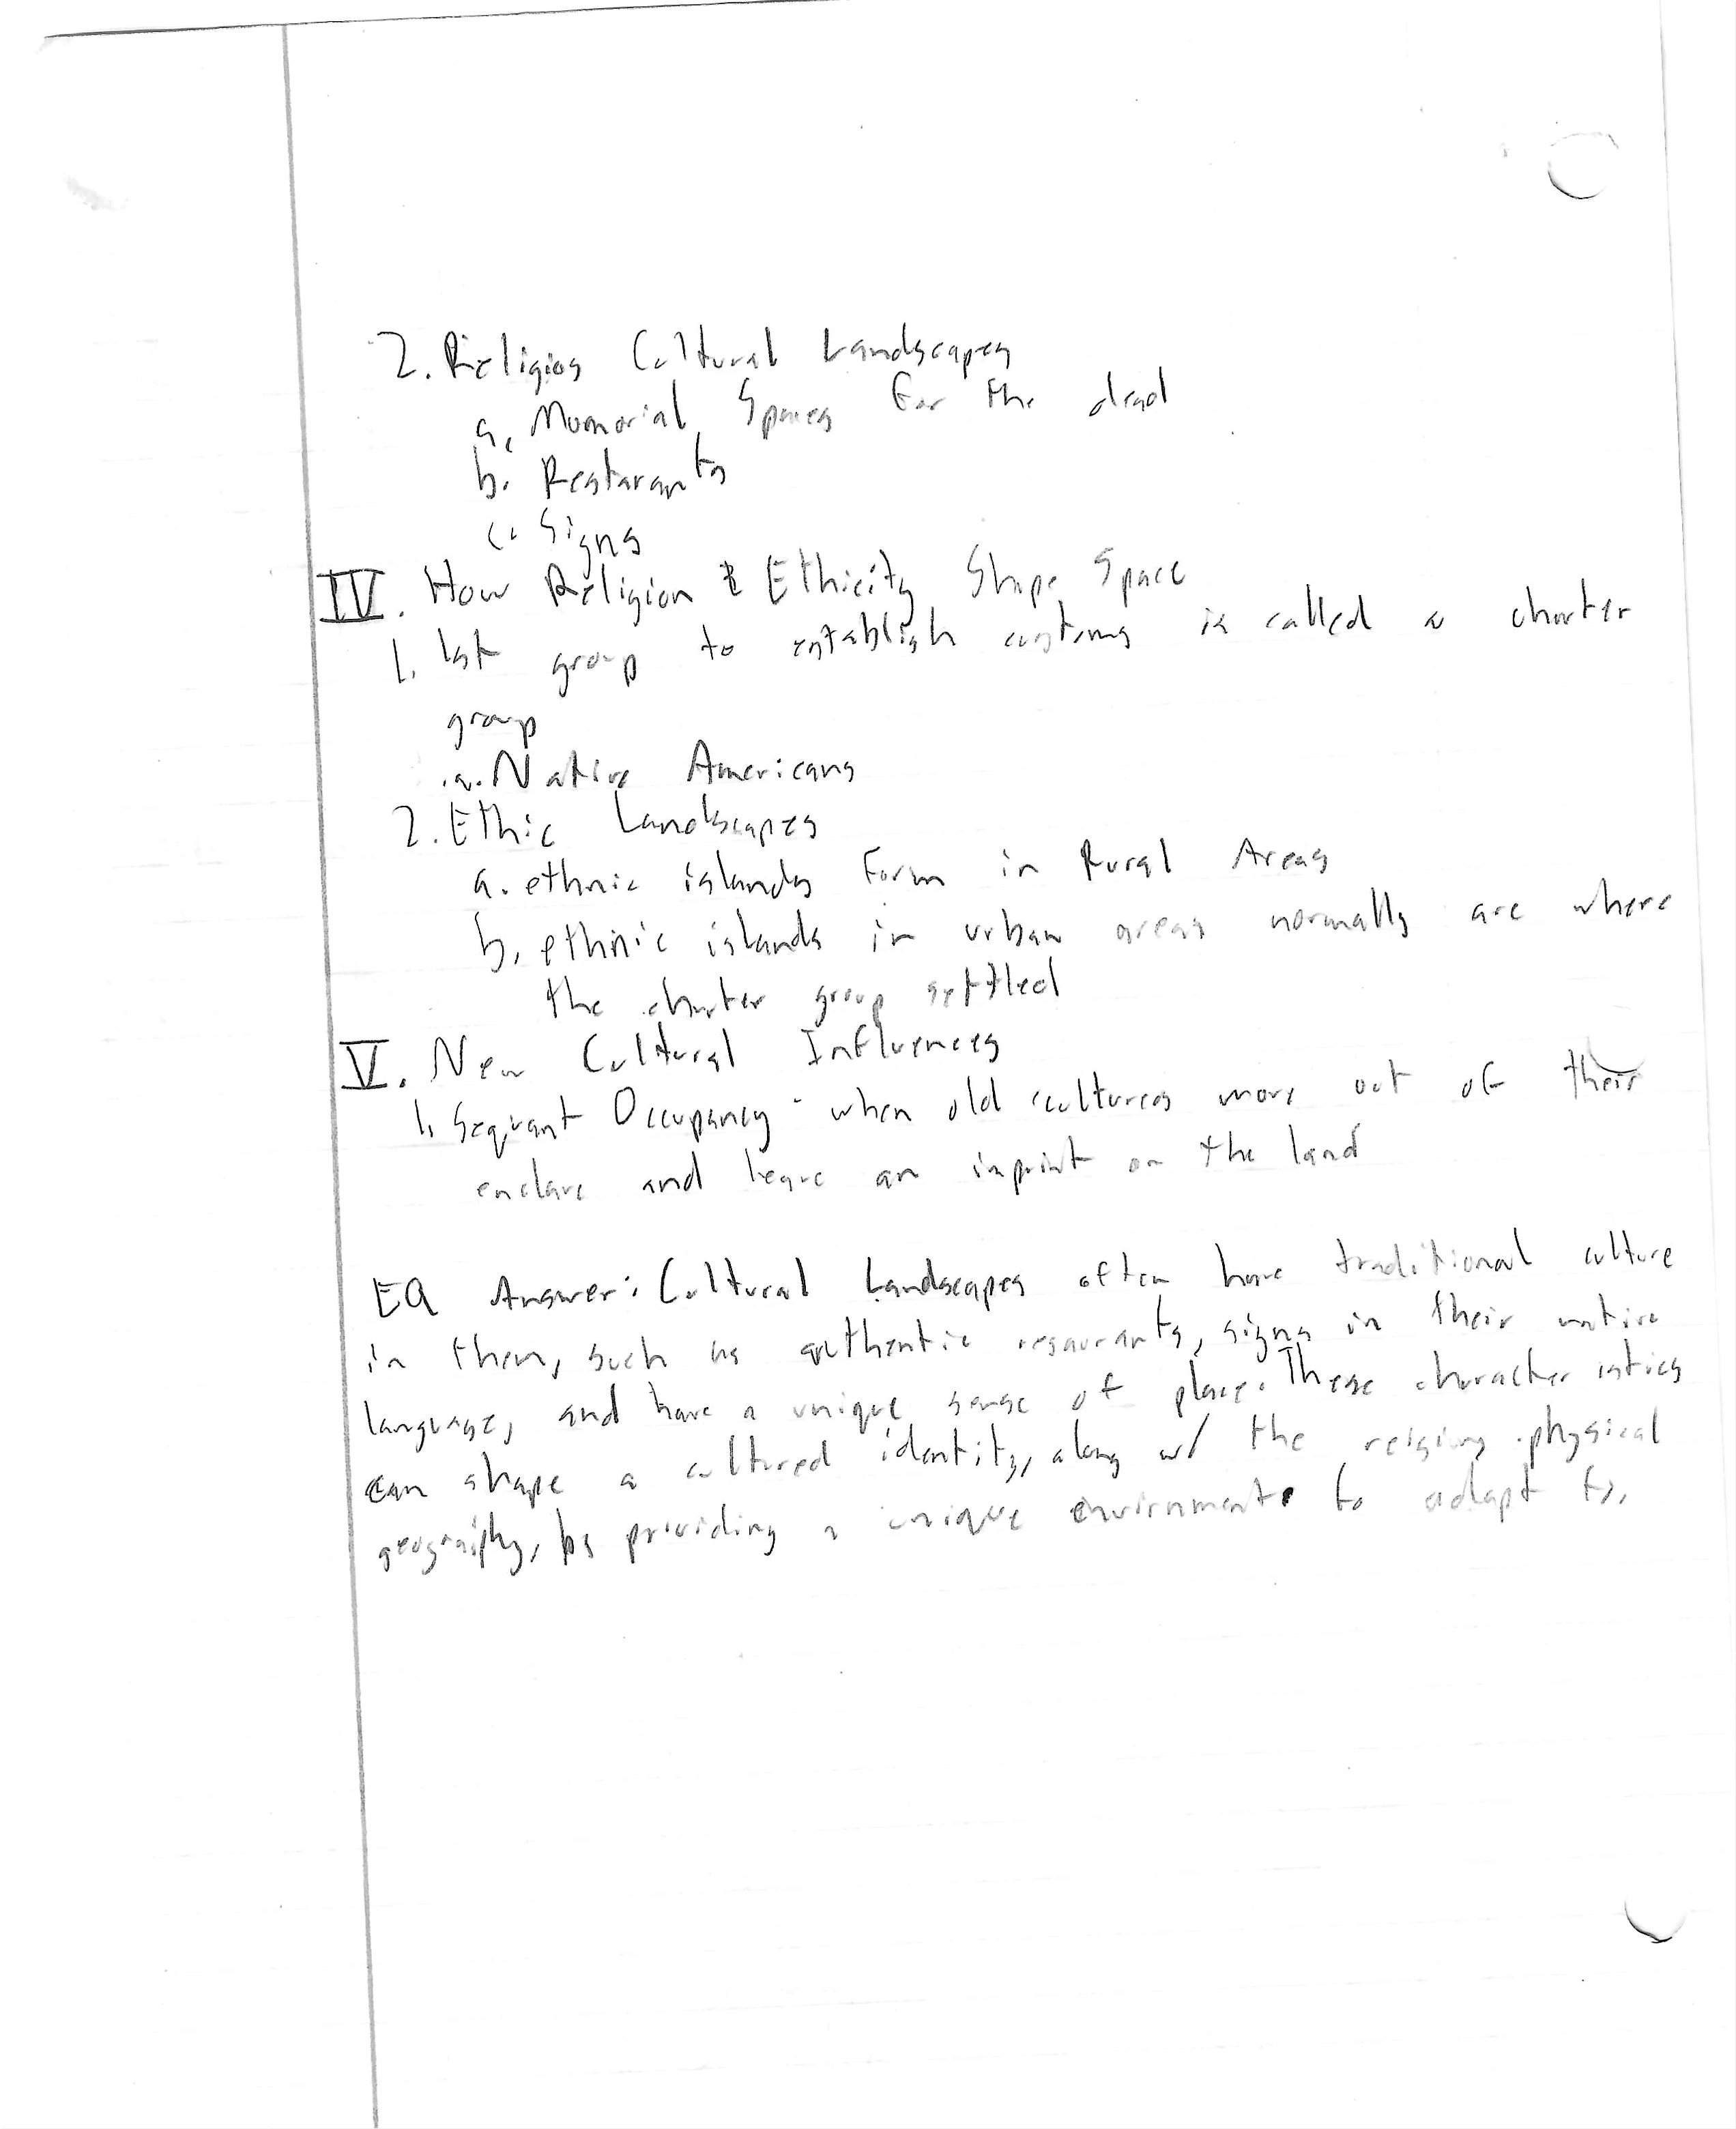 2. Religios Cultural Landscapes
a. Momorial Spaces for the dead
b. Restarants
c. Signs
IV. How Religion & Ethicity Shape Space
1. 1st group to establish customs is called a charter
group
a. Native Americans
2. Ethic Landscapes
a. ethnic islands form in Rural Areas
b. ethnic islands in urban areas normally are where
the charter group settled
V. New Cultural Influences
1. Sequant Occupancy - when old cultures move out of their
enclave and leave an imprint on the land
EQ Answer: Cultural Landscapes often have traditional culture
in them, such as authentic resaurants, signs in their native
language, and have a unique sense of place. These characteristics
can shape a cultured identity, along w/ the physical
geography, by providing a unique envirnment to adapt to.